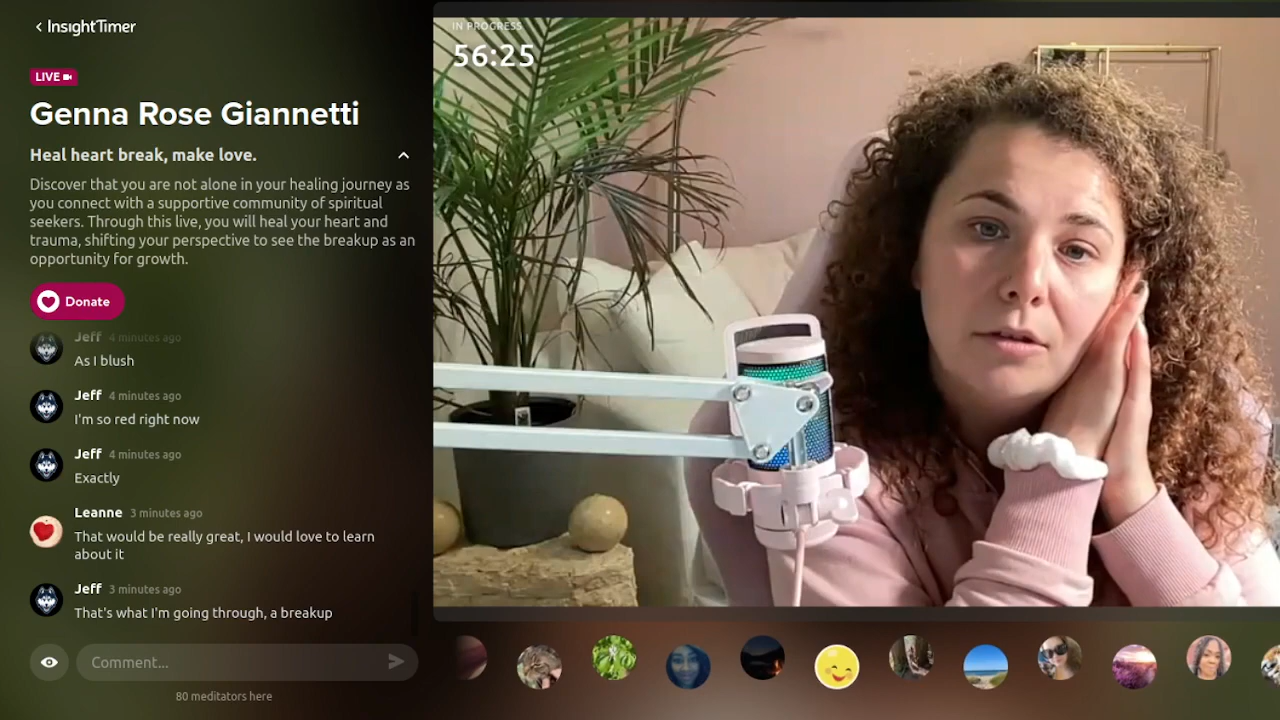 InsightTimer
LIVE
Genna Rose Giannetti
Heal heart break, make love.
Discover that you are not alone in your healing journey as
you connect with a supportive community of spiritual
seekers. Through this live, you will heal your heart and
trauma, shifting your perspective to see the breakup as an
opportunity for growth.
Donate
Jeff 4 minutes ago
As I blush
Jeff 4 minutes ago
I'm so red right now
Jeff 4 minutes ago
Exactly
Leanne 3 minutes ago
That would be really great, I would love to learn
about it
Jeff 3 minutes ago
That's what I'm going through, a breakup
Comment...
80 meditators here
IN PROGRESS
56:25